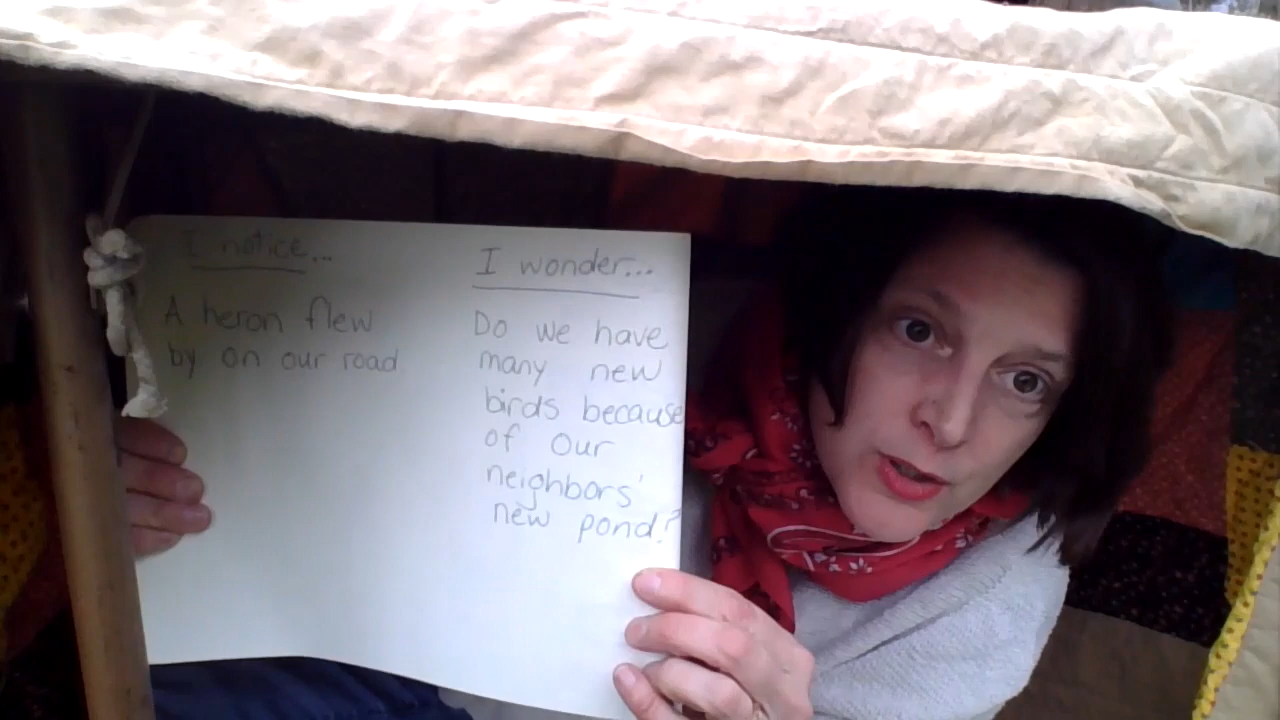 I notice...
A heron flew
by on our road
I wonder...
Do we have
many new
birds because
of our
neighbors'
new pond?